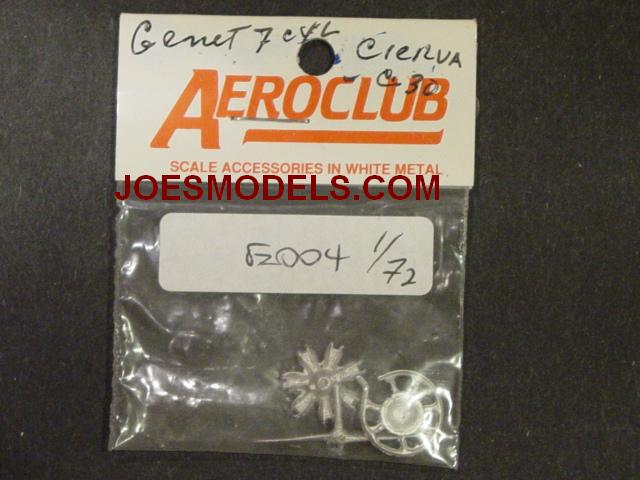 Genet 7 cyl CIERVA
- C30
AEROCLUB
SCALE ACCESSORIES IN WHITE METAL
JOESMODELS.COM
E004 1/72